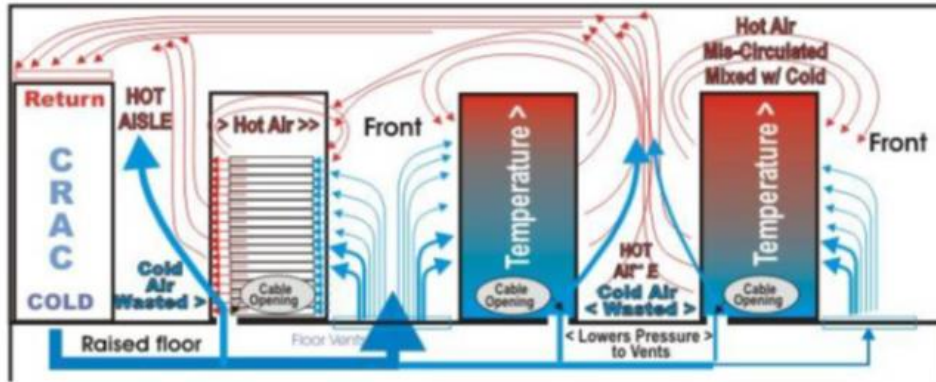 Hot Air
Mis-Circulated
Mixed w/ Cold
Return
HOT
AISLE
> Hot Air >>
Front
Temperature >
Temperature >
Front
C
R
A
C
COLD
Cold
Air
Wasted >
Cable
Opening
Cable
Opening
HOT
Cold Air
< Wasted >
Cable
Opening
Raised floor
Floor Vents
< Lowers Pressure >
to Vents